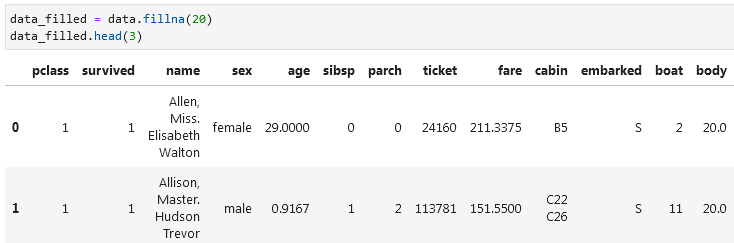 data_filled = data.fillna(20)
data_filled.head(3)
pclass survived name sex age sibsp parch ticket fare cabin embarked boat body
Allen,
Miss.
0 1 1 Elisabeth female 29.0000 0 0 24160 211.3375 B5 S 2 20.0
Walton
Allison,
Master. C22
1 1 1 Hudson male 0.9167 1 2 113781 151.5500 C26 S 11 20.0
Trevor